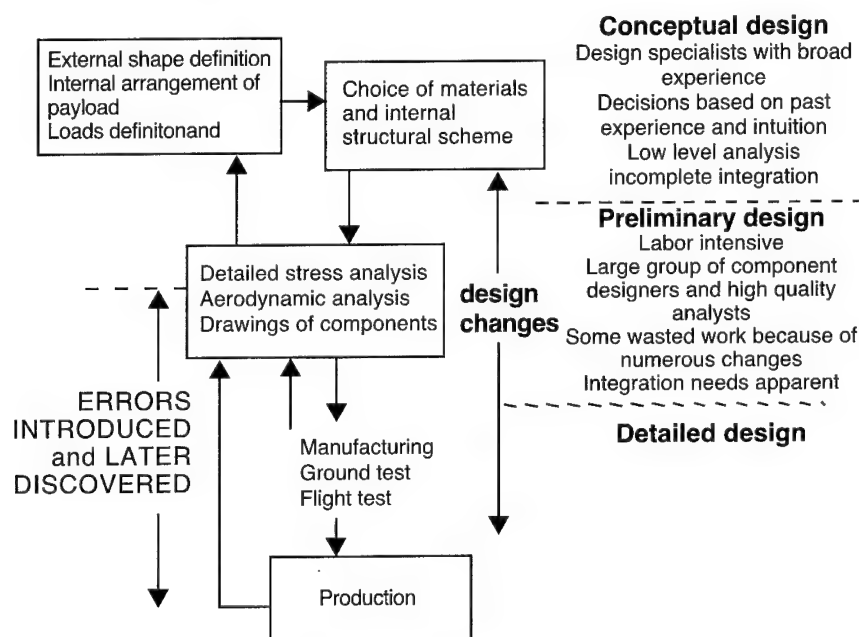 External shape definition
Internal arrangement of
payload
Loads definitonand
Choice of materials
and internal
structural scheme
Conceptual design
Design specialists with broad
experience
Decisions based on past
experience and intuition
Low level analysis
incomplete integration
Preliminary design
Labor intensive
Large group of component
designers and high quality
analysts
Some wasted work because of
numerous changes
Integration needs apparent
Detailed design
Detailed stress analysis
Aerodynamic analysis
Drawings of components
design
changes
ERRORS
INTRODUCED
and LATER
DISCOVERED
Manufacturing
Ground test
Flight test
Production